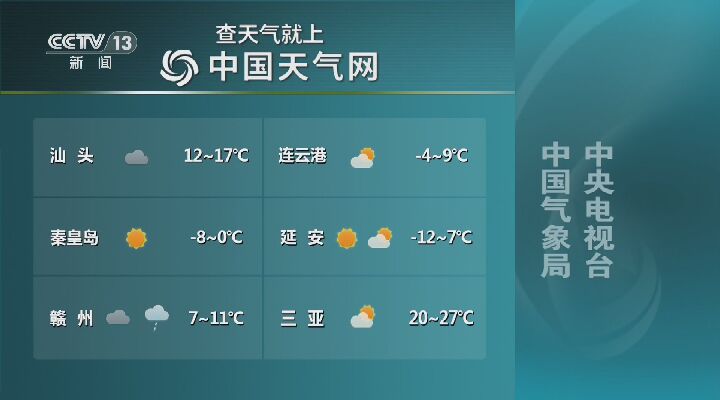 CCTV 13
新闻
查天气就上
中国天气网
汕头 12~17℃
连云港 -4~9℃
秦皇岛 -8~0℃
延安 -12~7℃
赣州 7~11℃
三亚 20~27℃
中央电视台
中国气象局